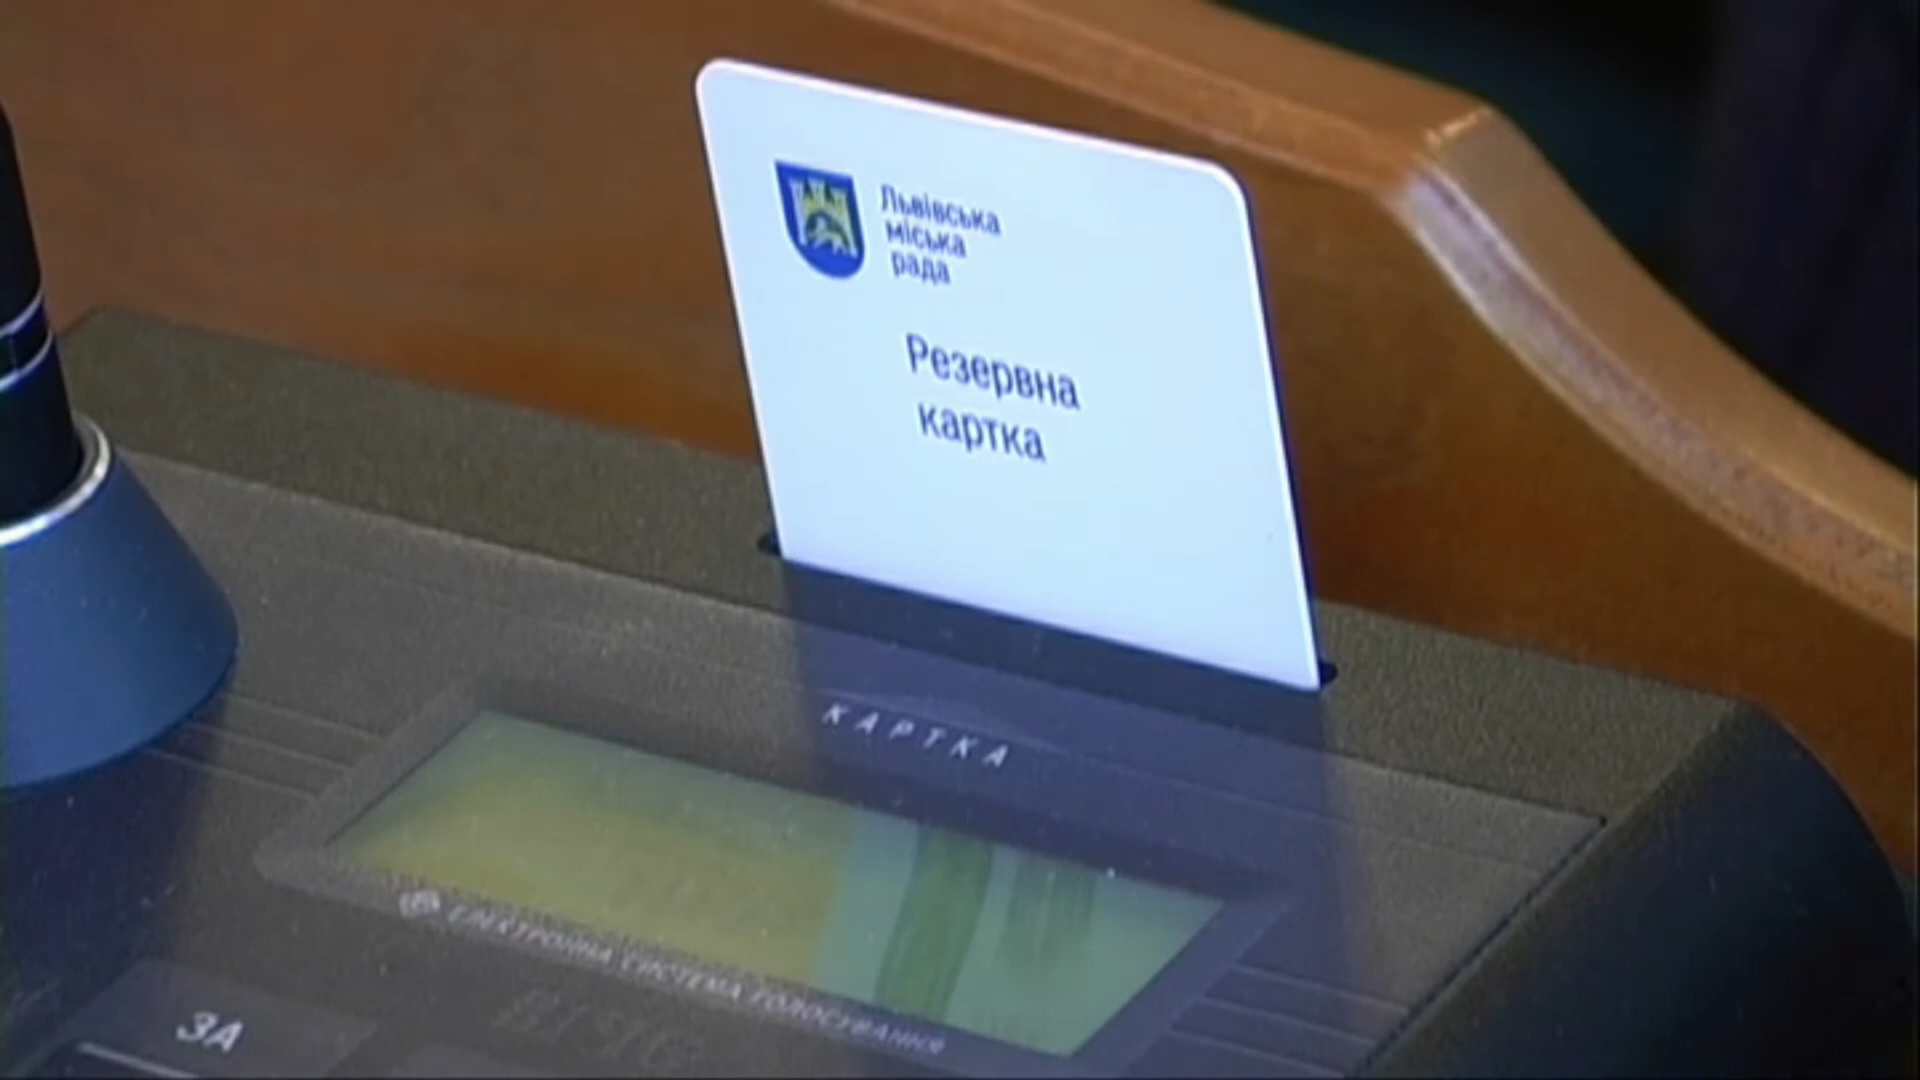 Львівська
міська
рада
Резервна
картка
КАРТКА
ЕЛЕКТРОННА СИСТЕМА ГОЛОСУВАННЯ
ЗА